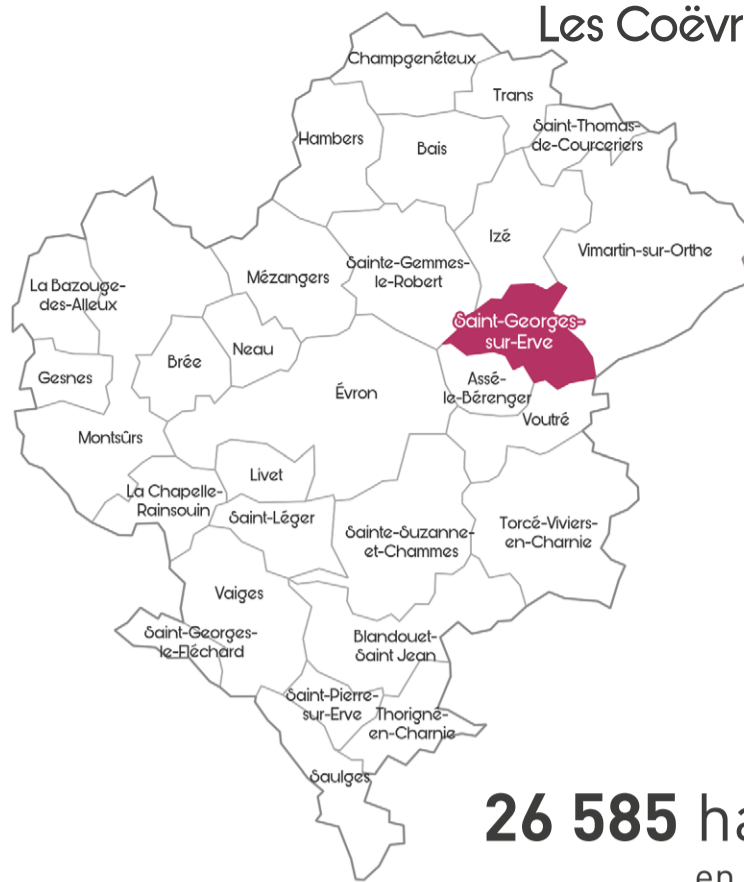 Les Coëvr
Champgenéteux
Trans
Saint-Thomas-
de-Courceriers
Hambers
Bais
Izé
Vimartin-sur-Orthe
Mézangers
Sainte-Gemmes-
le-Robert
La Bazouge-
des-Alleux
Saint-Georges-
sur-Erve
Neau
Brée
Gesnes
Évron
Assé-
le-Bérenger
Voutré
Montsûrs
Livet
La Chapelle-
Rainsouin
Saint-Léger
Sainte-Suzanne-
et-Chammes
Torcé-Viviers-
en-Charnie
Vaiges
Saint-Georges-
le-Fléchard
Blandouet-
Saint Jean
Saint-Pierre-
sur-Erve
Thorigné-
en-Charnie
Saulges
26 585 ha
en